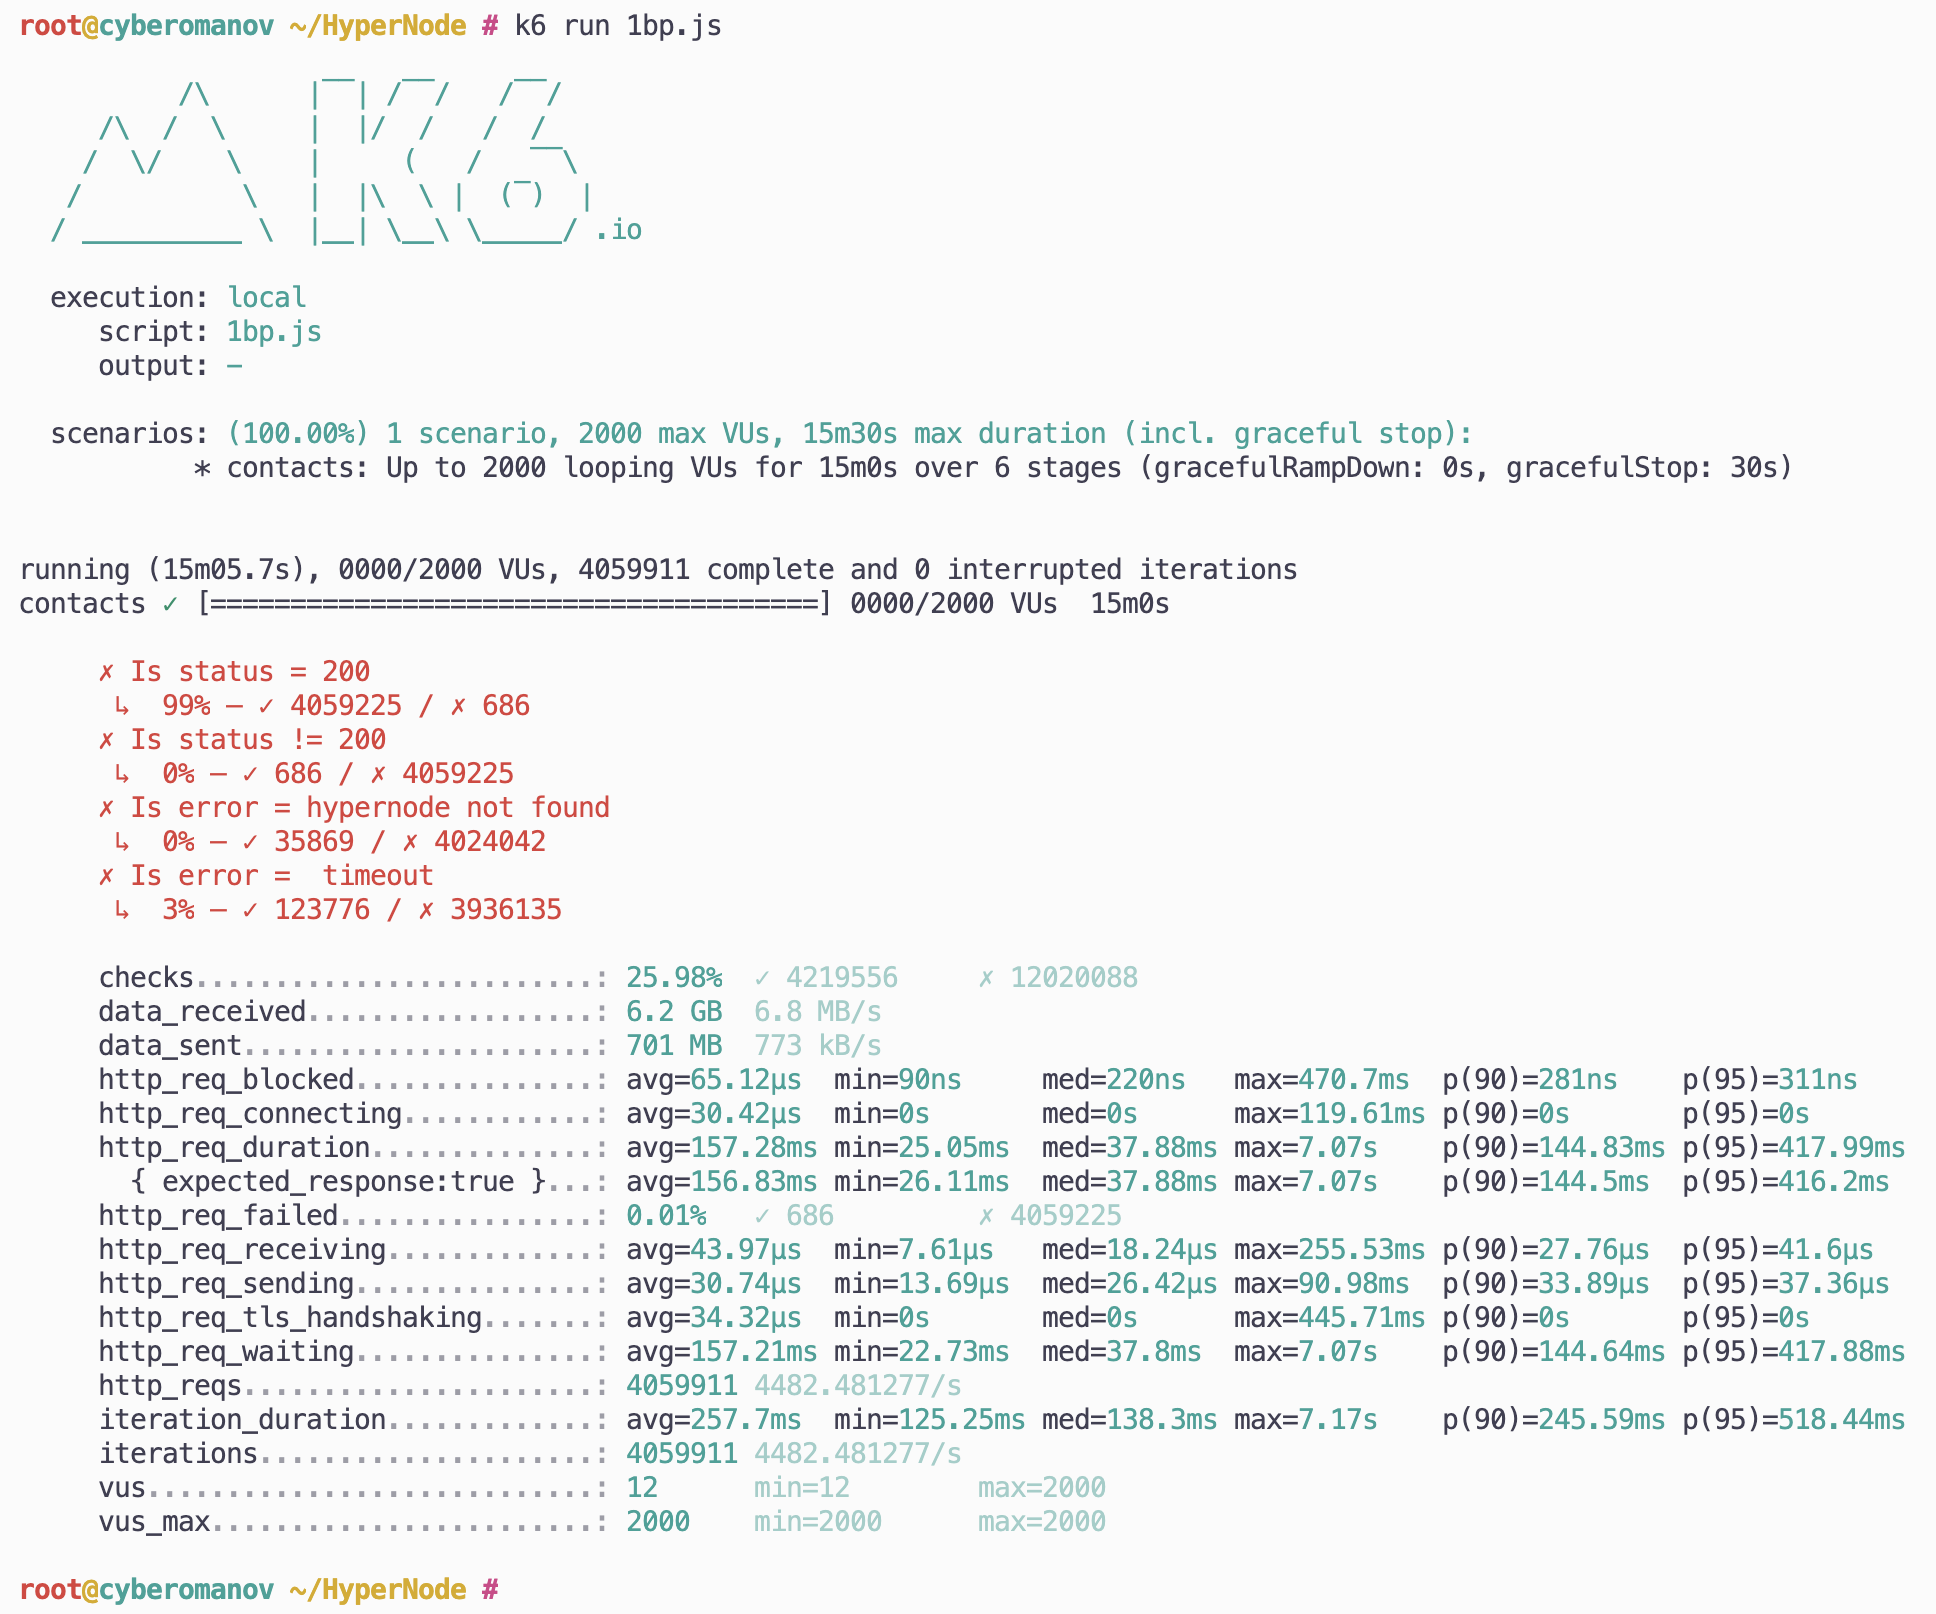 root@cyberomanov ~/HyperNode # k6 run 1bp.js
.io
execution: local
script: 1bp.js
output: -
scenarios: (100.00%) 1 scenario, 2000 max VUs, 15m30s max duration (incl. graceful stop):
* contacts: Up to 2000 looping VUs for 15m0s over 6 stages (gracefulRampDown: 0s, gracefulStop: 30s)
running (15m05.7s), 0000/2000 VUs, 4059911 complete and 0 interrupted iterations
contacts ✓ [======================================] 0000/2000 VUs  15m0s
✗ Is status = 200
↳  99% — ✓ 4059225 / ✗ 686
✗ Is status != 200
↳  0% — ✓ 686 / ✗ 4059225
✗ Is error = hypernode not found
↳  0% — ✓ 35869 / ✗ 4024042
✗ Is error =  timeout
↳  3% — ✓ 123776 / ✗ 3936135
checks.........................: 25.98%  ✓ 4219556     ✗ 12020088
data_received..................: 6.2 GB  6.8 MB/s
data_sent......................: 701 MB  773 kB/s
http_req_blocked...............: avg=65.12µs  min=90ns     med=220ns   max=470.7ms  p(90)=281ns    p(95)=311ns
http_req_connecting............: avg=30.42µs  min=0s       med=0s      max=119.61ms p(90)=0s       p(95)=0s
http_req_duration..............: avg=157.28ms min=25.05ms  med=37.88ms max=7.07s    p(90)=144.83ms p(95)=417.99ms
{ expected_response:true }...: avg=156.83ms min=26.11ms  med=37.88ms max=7.07s    p(90)=144.5ms  p(95)=416.2ms
http_req_failed................: 0.01%   ✓ 686         ✗ 4059225
http_req_receiving.............: avg=43.97µs  min=7.61µs   med=18.24µs max=255.53ms p(90)=27.76µs  p(95)=41.6µs
http_req_sending...............: avg=30.74µs  min=13.69µs  med=26.42µs max=90.98ms  p(90)=33.89µs  p(95)=37.36µs
http_req_tls_handshaking.......: avg=34.32µs  min=0s       med=0s      max=445.71ms p(90)=0s       p(95)=0s
http_req_waiting...............: avg=157.21ms min=22.73ms  med=37.8ms  max=7.07s    p(90)=144.64ms p(95)=417.88ms
http_reqs......................: 4059911 4482.481277/s
iteration_duration.............: avg=257.7ms  min=125.25ms med=138.3ms max=7.17s    p(90)=245.59ms p(95)=518.44ms
iterations.....................: 4059911 4482.481277/s
vus............................: 12      min=12        max=2000
vus_max........................: 2000    min=2000      max=2000
root@cyberomanov ~/HyperNode #